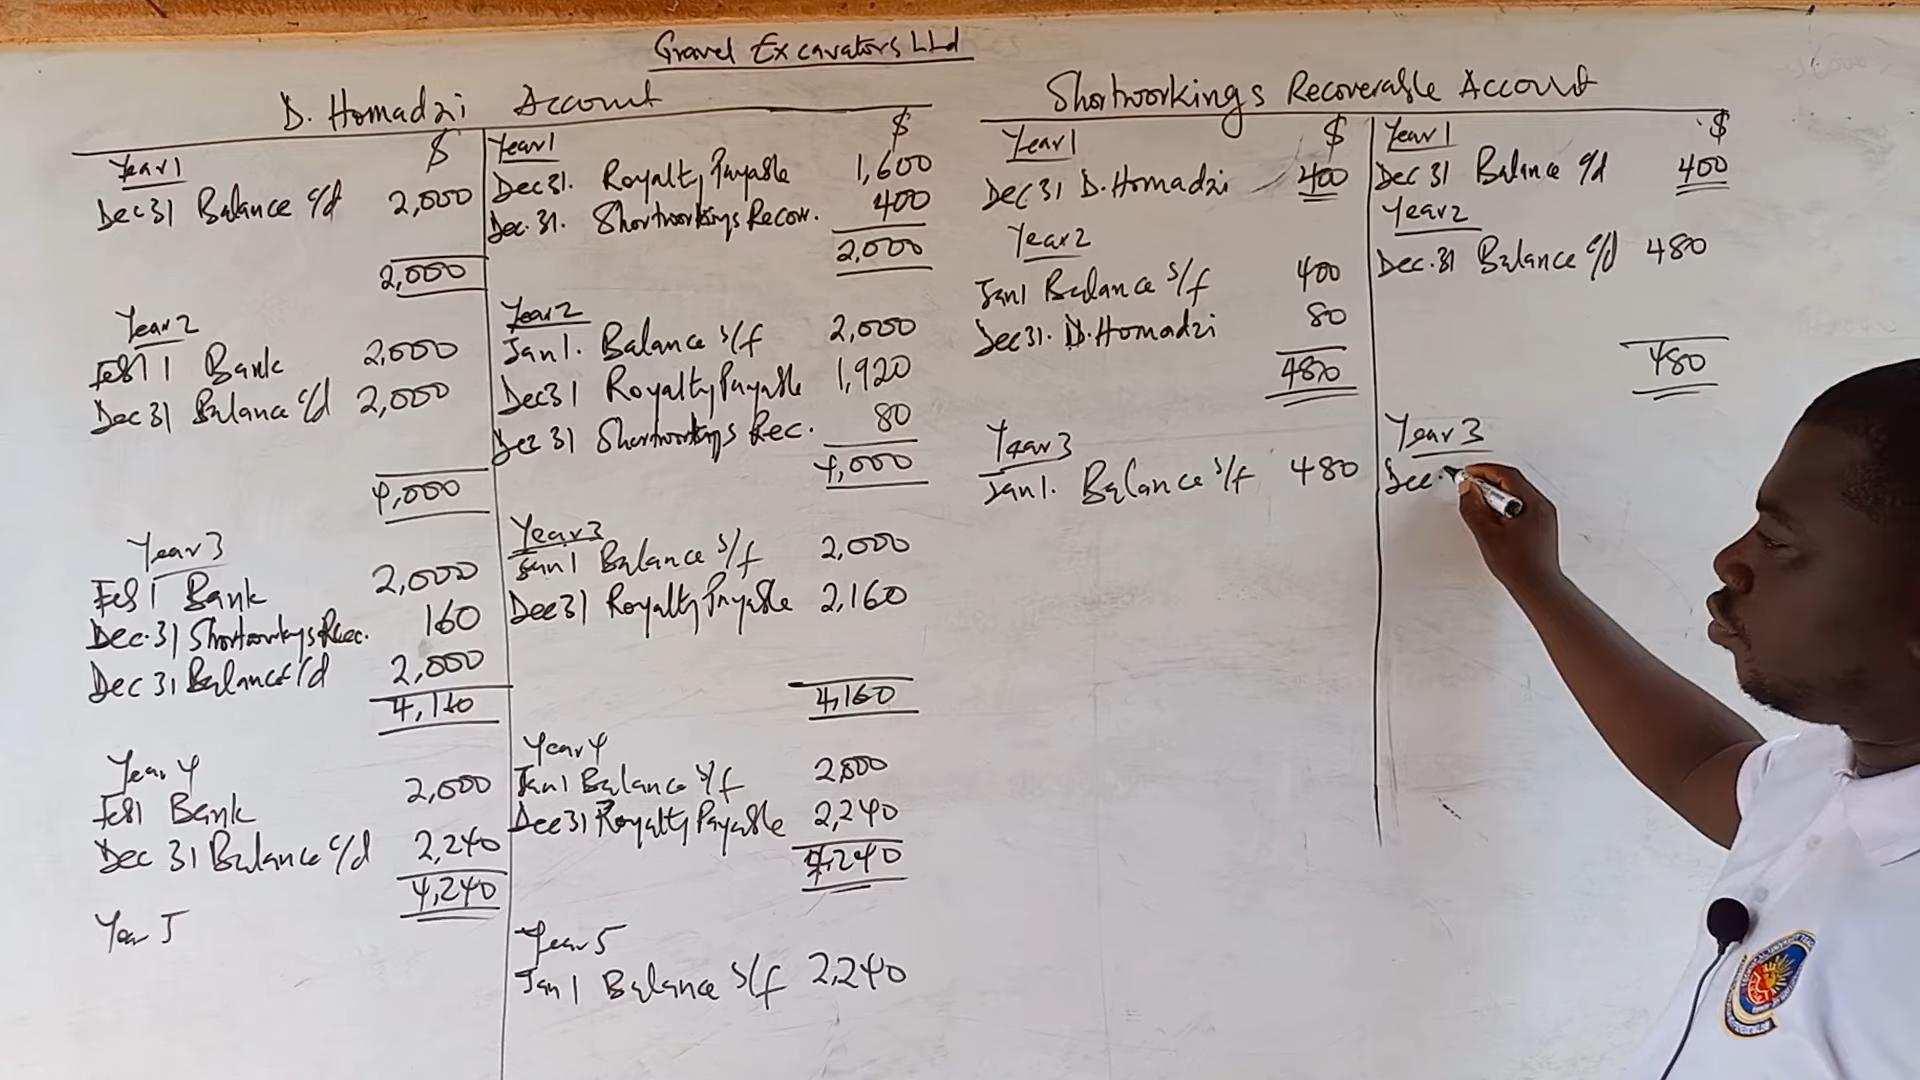 Gravel Excavators Ltd
D. Homadzi Account
$
Year 1
Dec 31 Balance c/d 2,000
2,000
Year 2
Feb 1 Bank 2,000
Dec 31 Balance c/d 2,000
4,000
Year 3
Feb 1 Bank 2,000
Dec. 31 Shortworkings Rec. 160
Dec 31 Balance c/d 2,000
4,160
Year 4
Feb 1 Bank 2,000
Dec 31 Balance c/d 2,240
4,240
Year 5
$
Year 1
Dec 31. Royalty Payable 1,600
Dec. 31. Shortworkings Recov. 400
2,000
Year 2
Jan 1. Balance b/f 2,000
Dec 31 Royalty Payable 1,920
Dec 31 Shortworkings Rec. 80
4,000
Year 3
Jan 1 Balance b/f 2,000
Dec 31 Royalty Payable 2,160
4,160
Year 4
Jan 1 Balance b/f 2,000
Dec 31 Royalty Payable 2,240
4,240
Year 5
Jan 1 Balance b/f 2,240
Shortworkings Recoverable Account
$
Year 1
Dec 31 D. Homadzi 400
Year 2
Jan 1 Balance b/f 400
Dec 31. D. Homadzi 80
480
Year 3
Jan 1. Balance b/f 480
$
Year 1
Dec 31 Balance c/d 400
Year 2
Dec. 31 Balance c/d 480
480
Year 3
Dec.